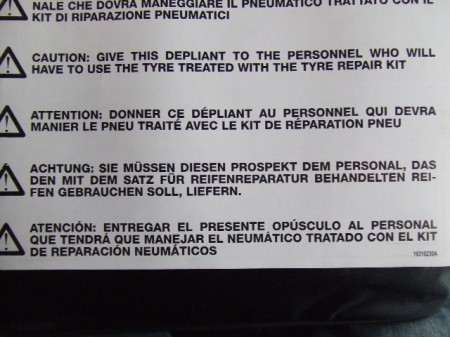 NALE CHE DOVRÀ MANEGGIARE IL PNEUMATICO TRATTATO CON IL
KIT DI RIPARAZIONE PNEUMATICI
CAUTION: GIVE THIS DEPLIANT TO THE PERSONNEL WHO WILL
HAVE TO USE THE TYRE TREATED WITH THE TYRE REPAIR KIT
ATTENTION: DONNER CE DÉPLIANT AU PERSONNEL QUI DEVRA
MANIER LE PNEU TRAITÉ AVEC LE KIT DE RÉPARATION PNEU
ACHTUNG: SIE MÜSSEN DIESEN PROSPEKT DEM PERSONAL, DAS
DEN MIT DEM SATZ FÜR REIFENREPARATUR BEHANDELTEN REI-
FEN GEBRAUCHEN SOLL, LIEFERN.
ATENCIÓN: ENTREGAR EL PRESENTE OPÚSCULO AL PERSONAL
QUE TENDRÁ QUE MANEJAR EL NEUMÁTICO TRATADO CON EL KIT
DE REPARACIÓN NEUMÁTICOS